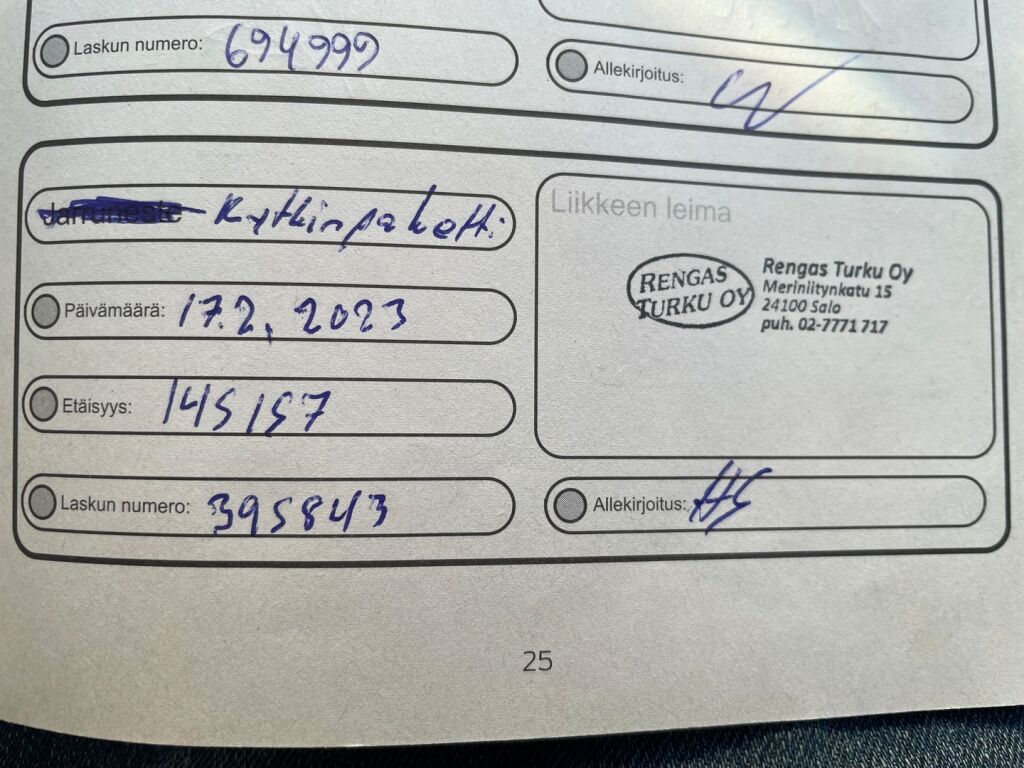 Laskun numero: 694999
Allekirjoitus:
Jarruneste Kytkinpaketti
Liikkeen leima
RENGAS
TURKU OY
Rengas Turku Oy
Meriniitynkatu 15
24100 Salo
puh. 02-7771 717
Päivämäärä: 17.2, 2023
Etäisyys: 145157
Laskun numero: 395843
Allekirjoitus: HS
25